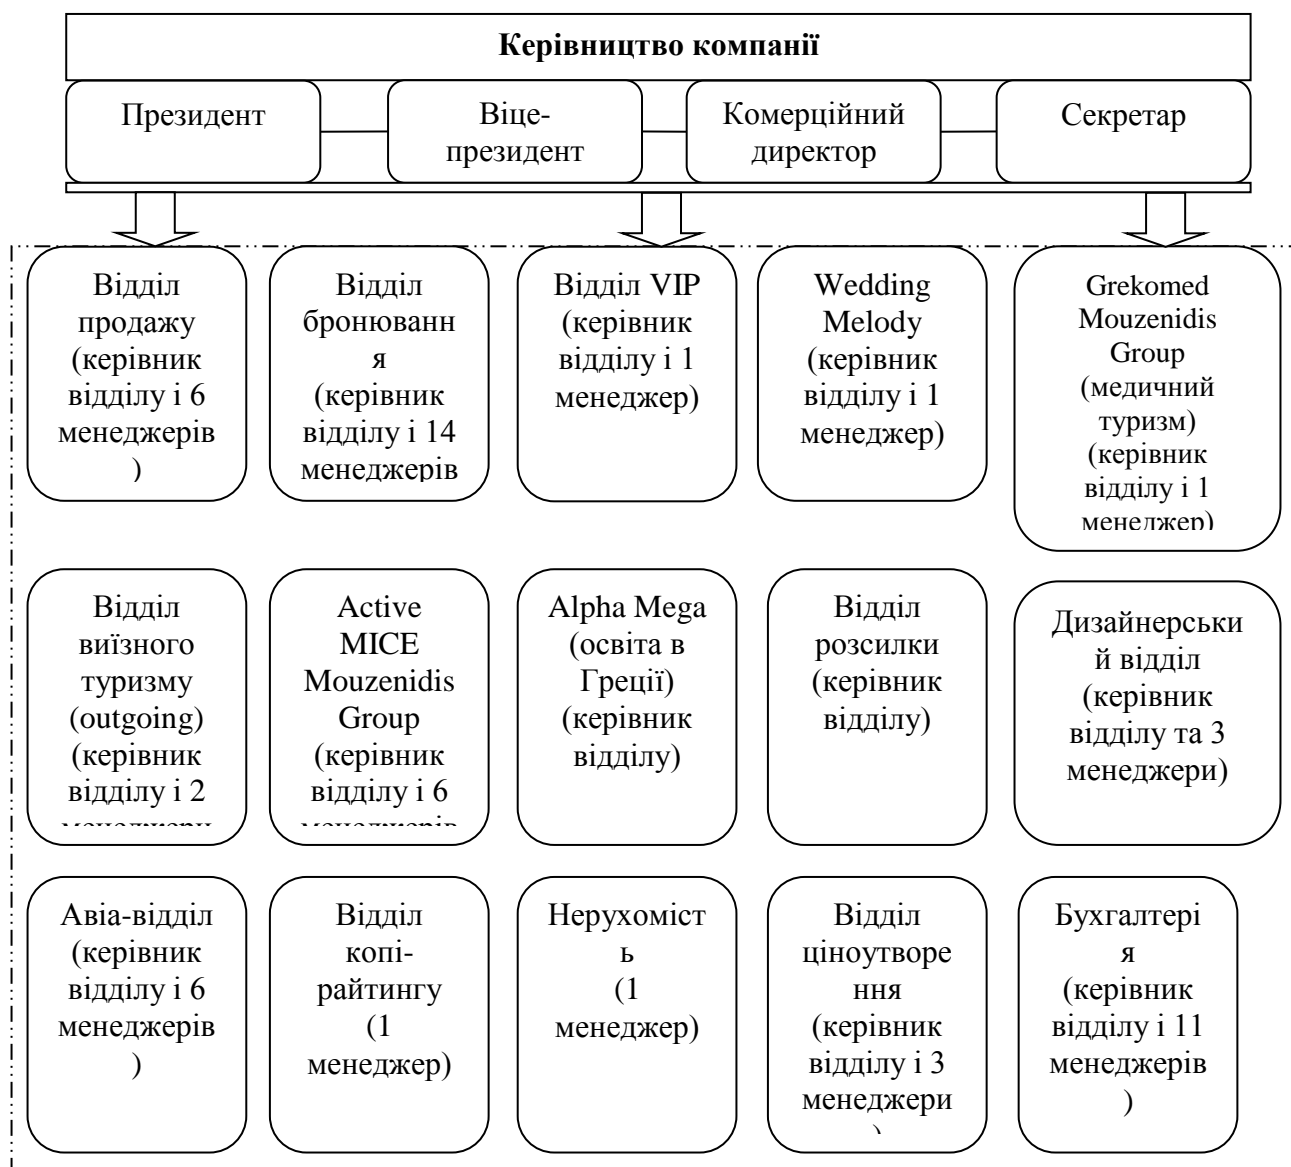 Керівництво компанії
Президент
Віце-
президент
Комерційний
директор
Секретар
Відділ
продажу
(керівник
відділу і 6
менеджерів
)
Відділ
бронюванн
я
(керівник
відділу і 14
менеджерів
Відділ VIP
(керівник
відділу і 1
менеджер)
Wedding
Melody
(керівник
відділу і 1
менеджер)
Grekomed
Mouzenidis
Group
(медичний
туризм)
(керівник
відділу і 1
менеджер)
Відділ
виїзного
туризму
(outgoing)
(керівник
відділу і 2
менеджери
Active
MICE
Mouzenidis
Group
(керівник
відділу і 6
менеджерів
Alpha Mega
(освіта в
Греції)
(керівник
відділу)
Відділ
розсилки
(керівник
відділу)
Дизайнерськи
й відділ
(керівник
відділу та 3
менеджери)
Авіа-відділ
(керівник
відділу і 6
менеджерів
)
Відділ
копі-
райтингу
(1
менеджер)
Нерухоміст
ь
(1
менеджер)
Відділ
ціноутворе
ння
(керівник
відділу і 3
менеджери
)
Бухгалтері
я
(керівник
відділу і 11
менеджерів
)